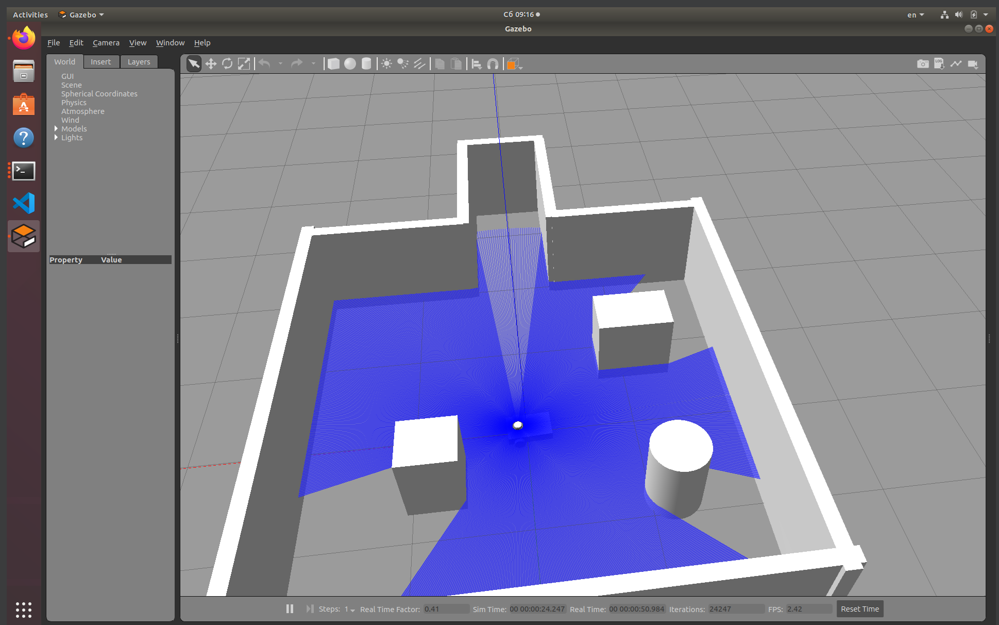 Activities Gazebo Сб 09:16 en
Gazebo
File Edit Camera View Window Help
World Insert Layers
GUI
Scene
Spherical Coordinates
Physics
Atmosphere
Wind
Models
Lights
Property Value
LOG
Steps: 1 Real Time Factor: 0.41 Sim Time: 00 00:00:24.247 Real Time: 00 00:00:50.984 Iterations: 24247 FPS: 2.42 Reset Time